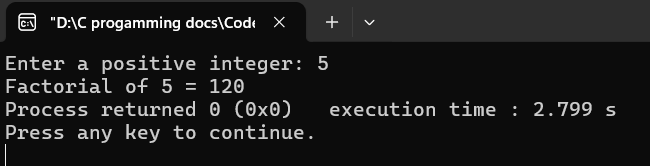 "D:\C progamming docs\Code
Enter a positive integer: 5
Factorial of 5 = 120
Process returned 0 (0x0)   execution time : 2.799 s
Press any key to continue.